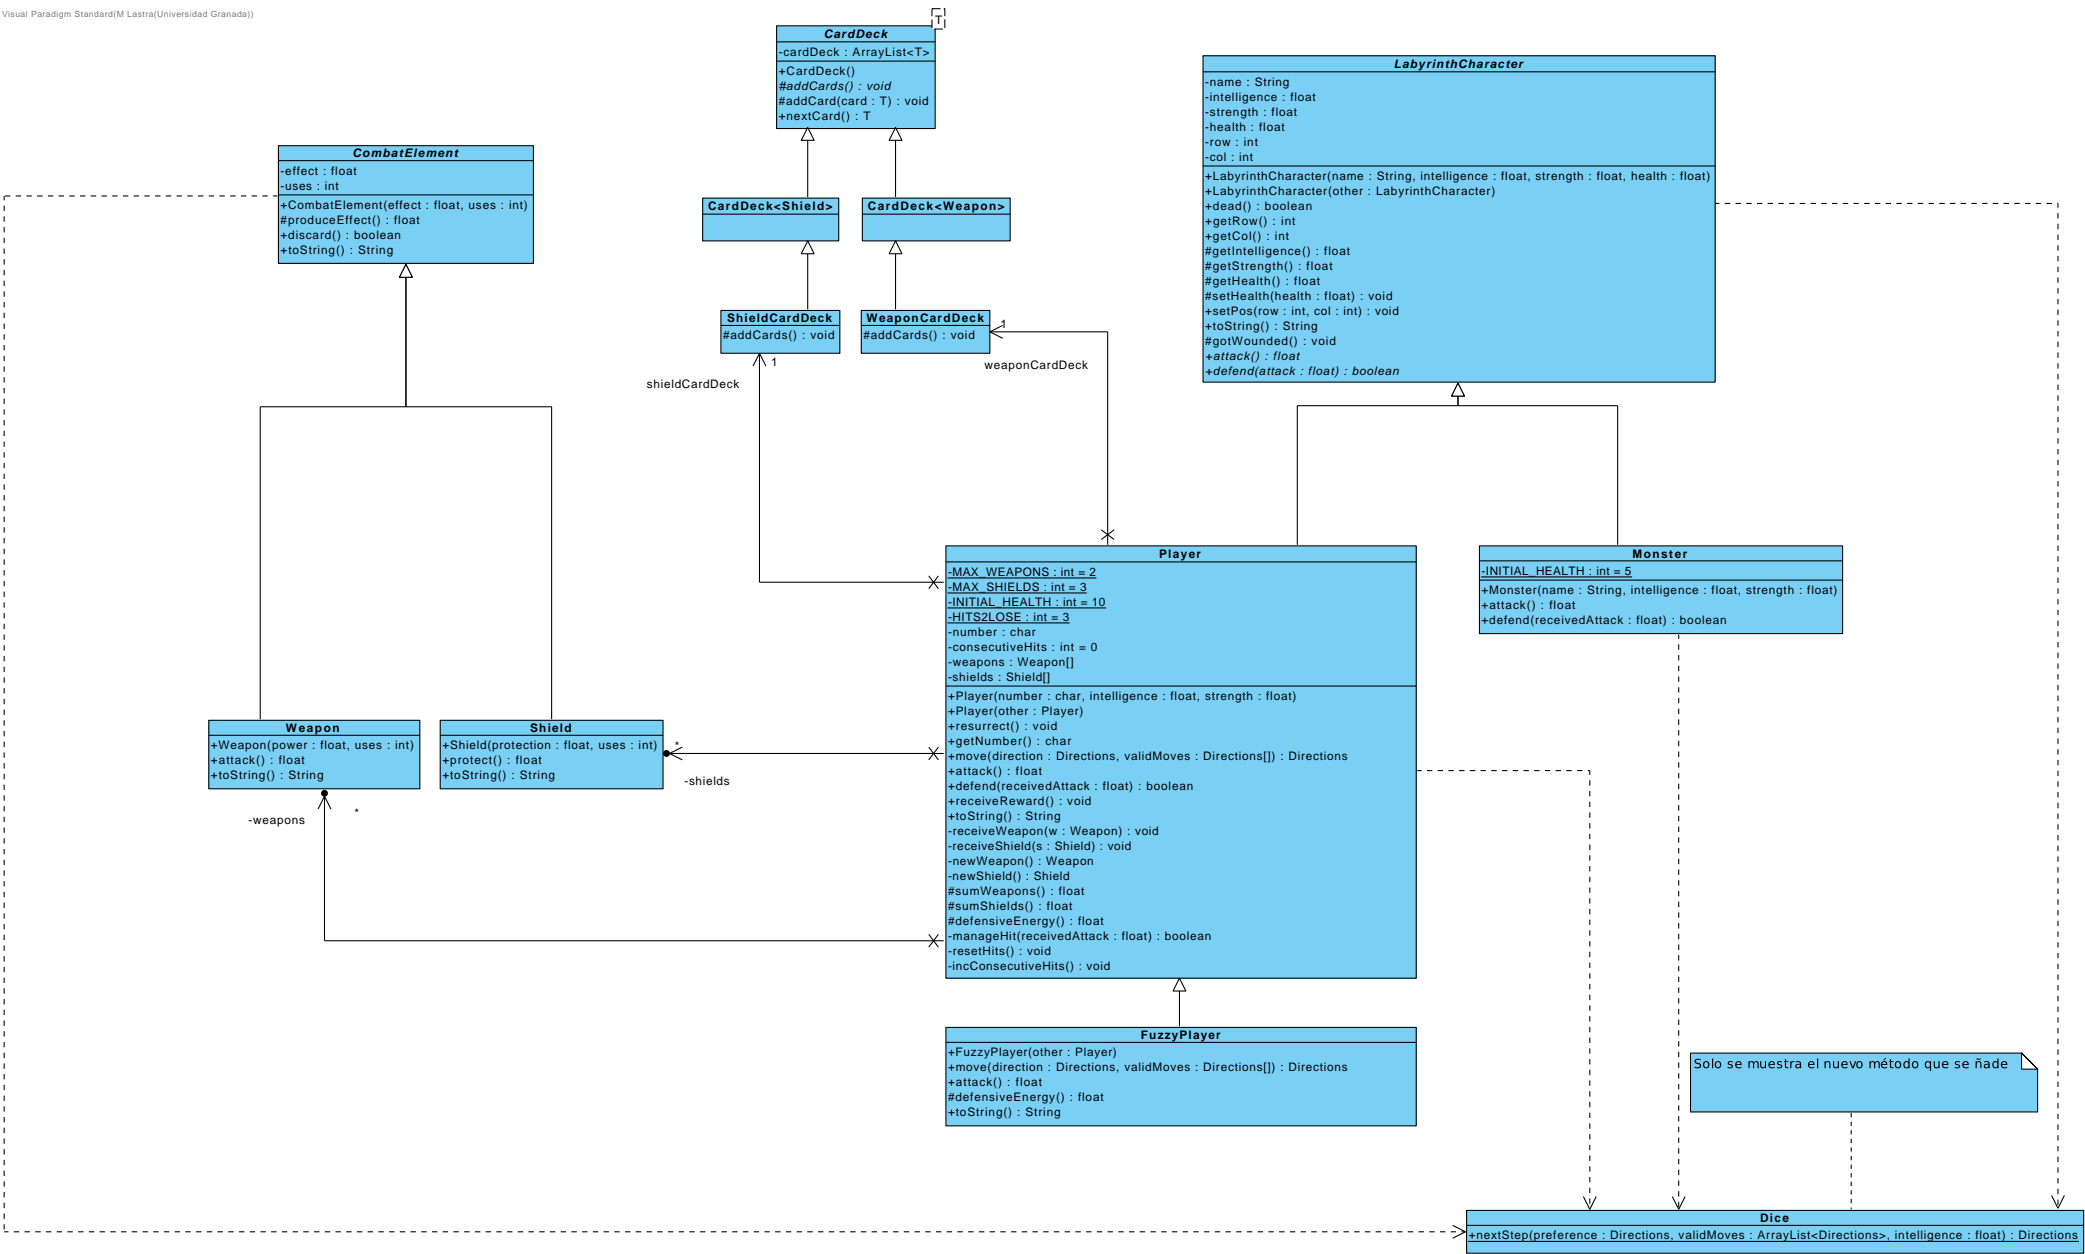 Visual Paradigm Standard(M Lastra(Universidad Granada))
T
CardDeck
-cardDeck : ArrayList<T>
+CardDeck()
#addCards() : void
#addCard(card : T) : void
+nextCard() : T
LabyrinthCharacter
-name : String
-intelligence : float
-strength : float
-health : float
-row : int
-col : int
+LabyrinthCharacter(name : String, intelligence : float, strength : float, health : float)
+LabyrinthCharacter(other : LabyrinthCharacter)
+dead() : boolean
+getRow() : int
+getCol() : int
#getIntelligence() : float
#getStrength() : float
#getHealth() : float
#setHealth(health : float) : void
+setPos(row : int, col : int) : void
+toString() : String
#gotWounded() : void
+attack() : float
+defend(attack : float) : boolean
CombatElement
-effect : float
-uses : int
+CombatElement(effect : float, uses : int)
#produceEffect() : float
+discard() : boolean
+toString() : String
CardDeck<Shield>
CardDeck<Weapon>
ShieldCardDeck
#addCards() : void
WeaponCardDeck
#addCards() : void
1
weaponCardDeck
1
shieldCardDeck
Player
-MAX_WEAPONS : int = 2
-MAX_SHIELDS : int = 3
-INITIAL_HEALTH : int = 10
-HITS2LOSE : int = 3
-number : char
-consecutiveHits : int = 0
-weapons : Weapon[]
-shields : Shield[]
+Player(number : char, intelligence : float, strength : float)
+Player(other : Player)
+resurrect() : void
+getNumber() : char
+move(direction : Directions, validMoves : Directions[]) : Directions
+attack() : float
+defend(receivedAttack : float) : boolean
+receiveReward() : void
+toString() : String
-receiveWeapon(w : Weapon) : void
-receiveShield(s : Shield) : void
-newWeapon() : Weapon
-newShield() : Shield
#sumWeapons() : float
#sumShields() : float
#defensiveEnergy() : float
-manageHit(receivedAttack : float) : boolean
-resetHits() : void
-incConsecutiveHits() : void
Monster
-INITIAL_HEALTH : int = 5
+Monster(name : String, intelligence : float, strength : float)
+attack() : float
+defend(receivedAttack : float) : boolean
Weapon
+Weapon(power : float, uses : int)
+attack() : float
+toString() : String
Shield
+Shield(protection : float, uses : int)
+protect() : float
+toString() : String
*
-shields
*
-weapons
FuzzyPlayer
+FuzzyPlayer(other : Player)
+move(direction : Directions, validMoves : Directions[]) : Directions
+attack() : float
#defensiveEnergy() : float
+toString() : String
Solo se muestra el nuevo método que se ñade
Dice
+nextStep(preference : Directions, validMoves : ArrayList<Directions>, intelligence : float) : Directions